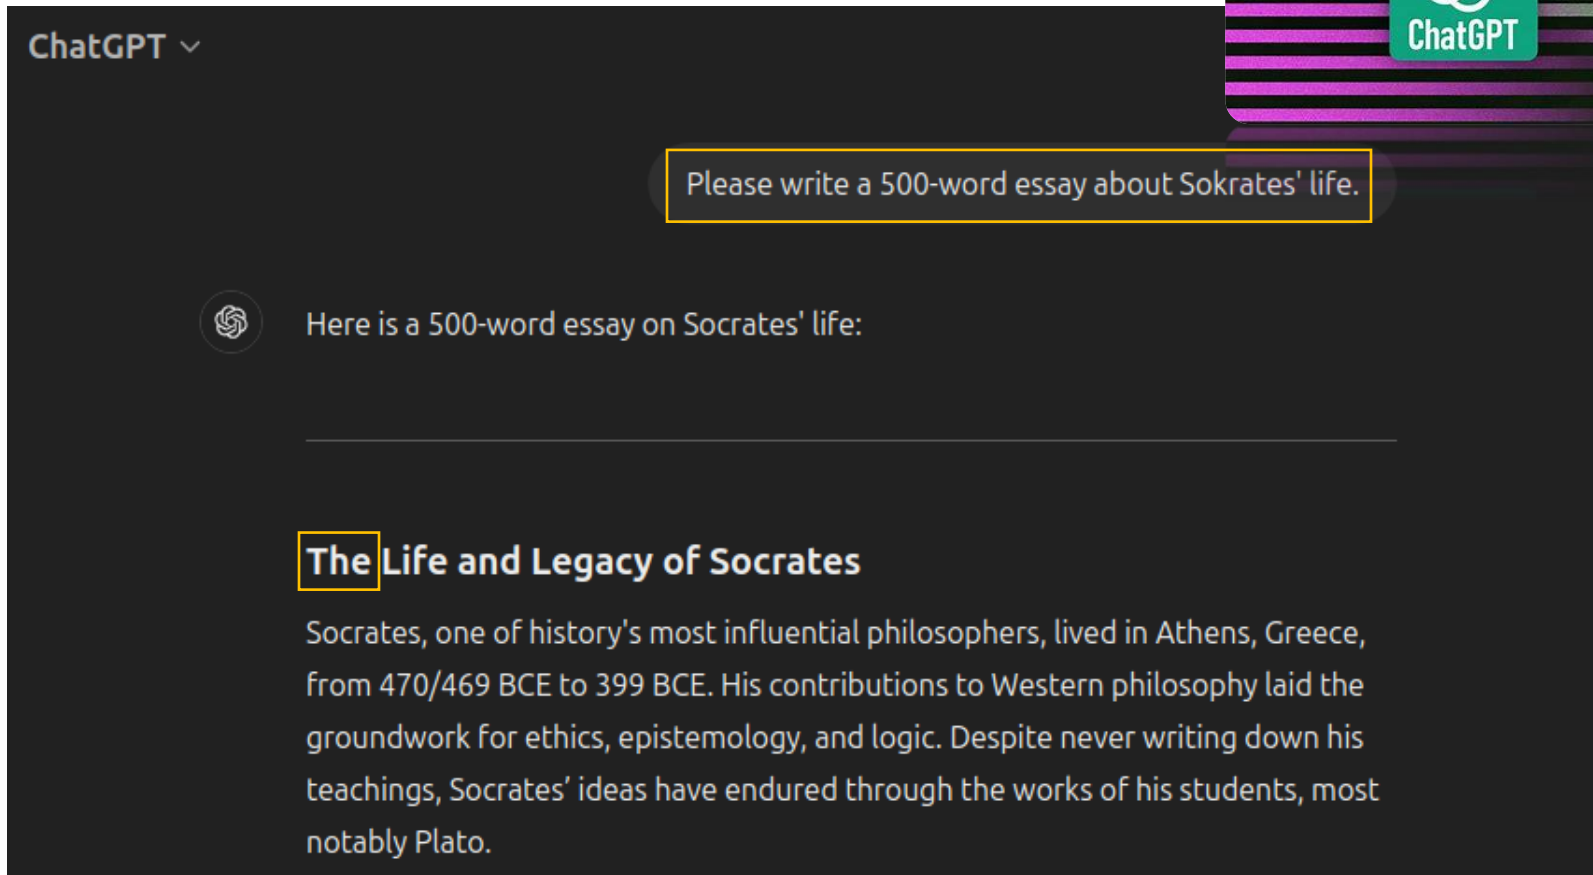 ChatGPT
ChatGPT
Please write a 500-word essay about Sokrates' life.
Here is a 500-word essay on Socrates' life:
The Life and Legacy of Socrates
Socrates, one of history's most influential philosophers, lived in Athens, Greece,
from 470/469 BCE to 399 BCE. His contributions to Western philosophy laid the
groundwork for ethics, epistemology, and logic. Despite never writing down his
teachings, Socrates’ ideas have endured through the works of his students, most
notably Plato.